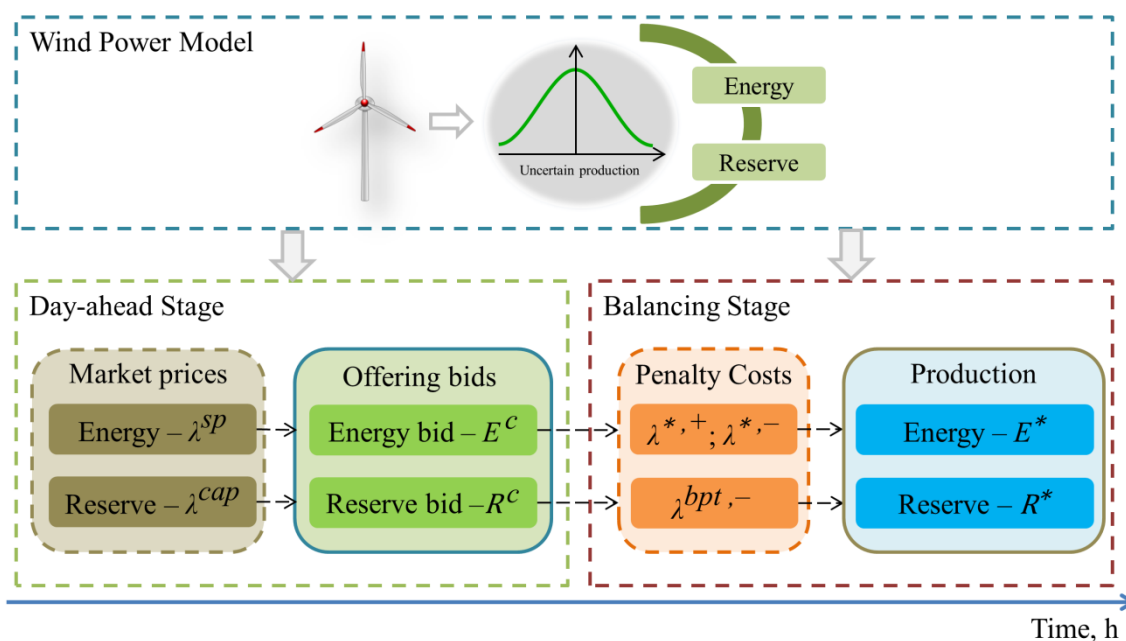 Wind Power Model
Energy
Reserve
Uncertain production
Day-ahead Stage
Market prices
Energy – λ^sp
Reserve – λ^cap
Offering bids
Energy bid – E^c
Reserve bid –R^c
Balancing Stage
Penalty Costs
λ^*,+; λ^*,–
λ^bpt,–
Production
Energy – E^*
Reserve – R^*
Time, h